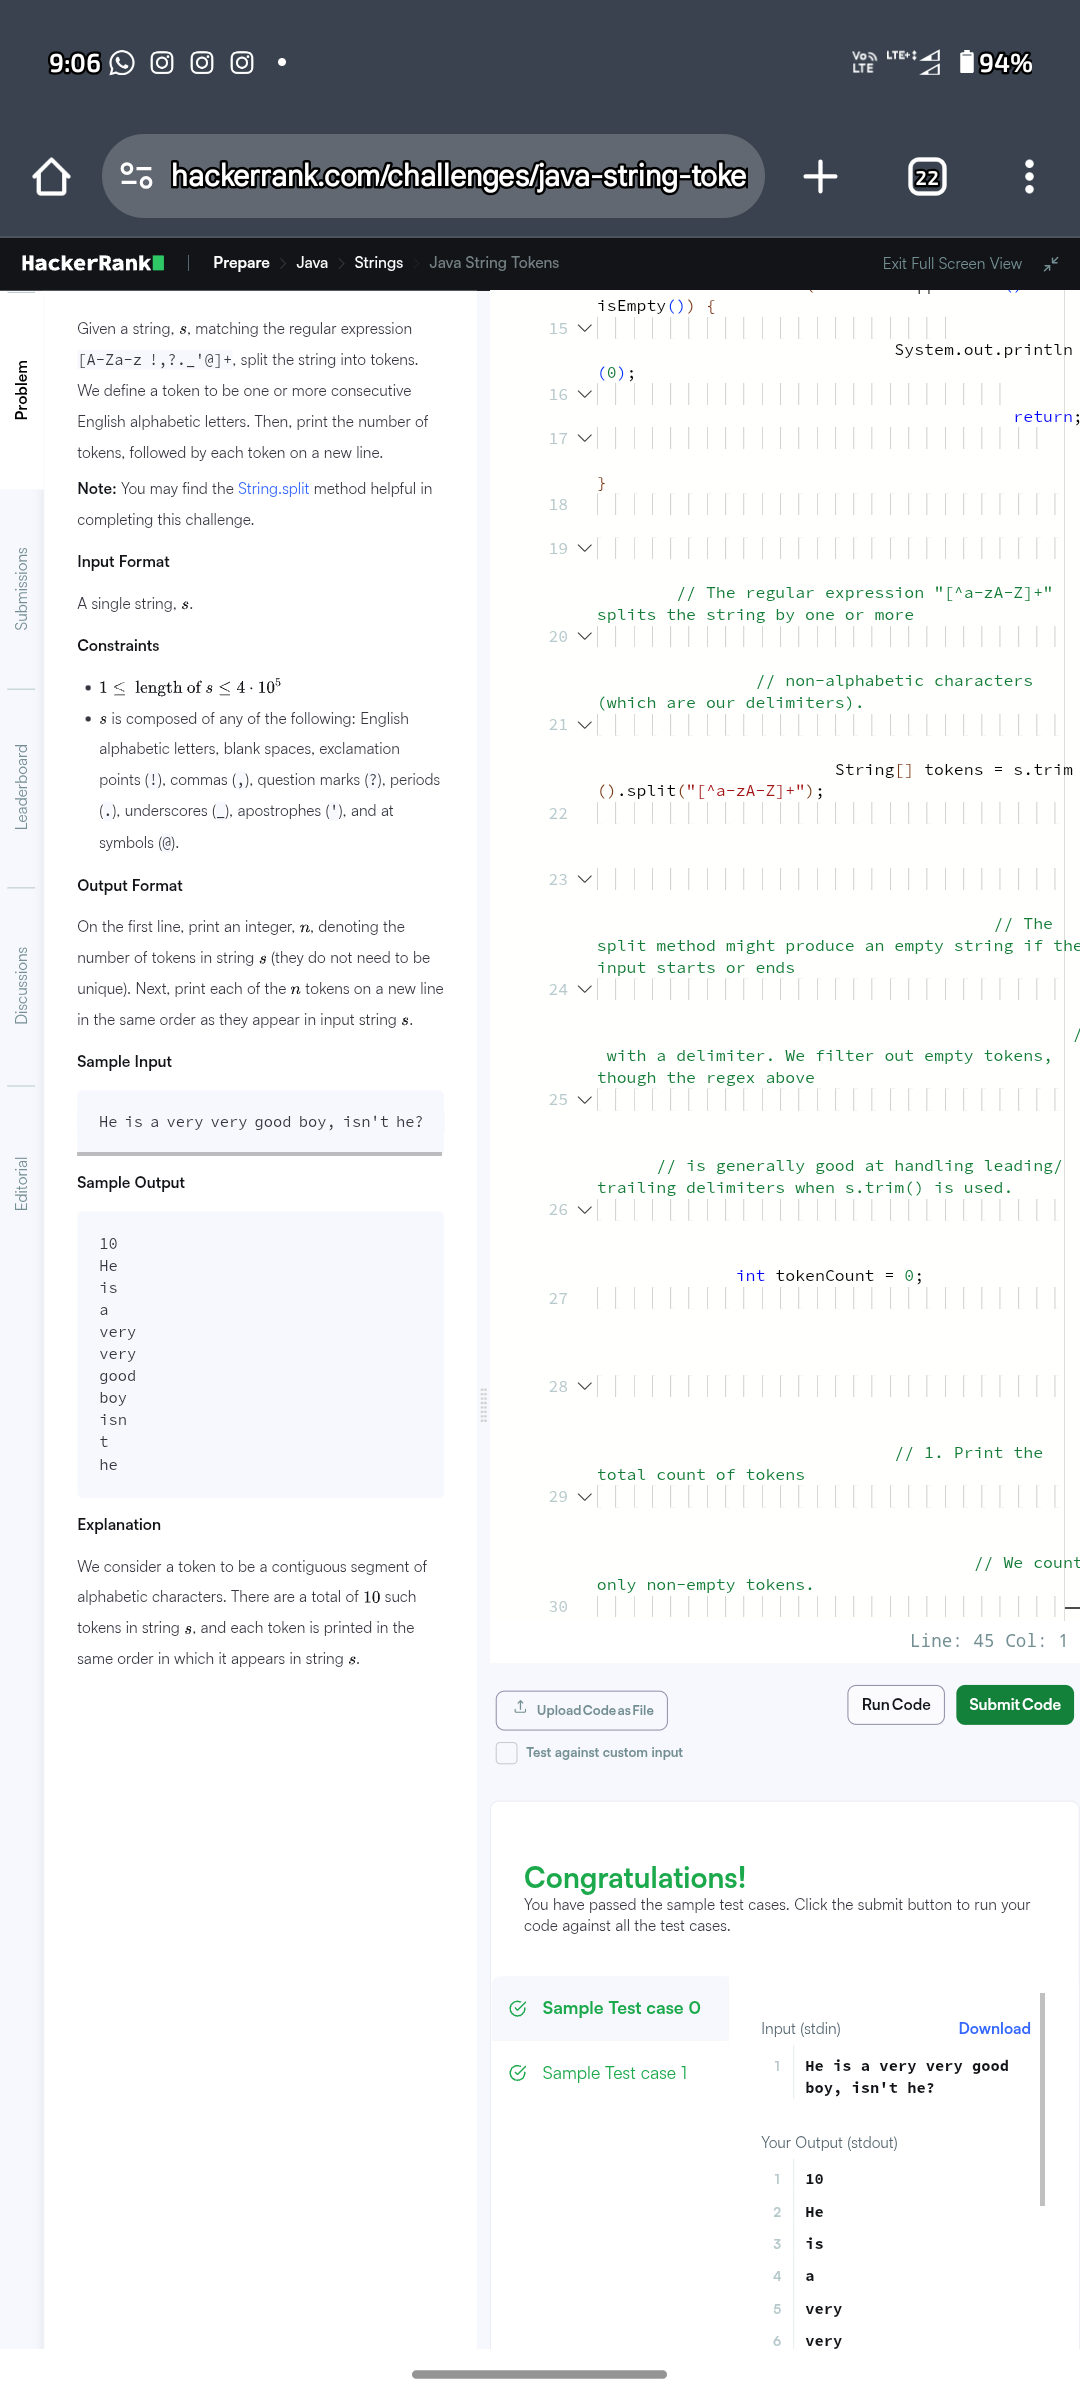 9:06
Vo)) LTE LTE+ 94%
hackerrank.com/challenges/java-string-toke
22
HackerRank
Prepare
Java
Strings
Java String Tokens
Exit Full Screen View
Problem
Submissions
Leaderboard
Discussions
Editorial
Given a string, s, matching the regular expression
[A-Za-z !,?._'@]+, split the string into tokens.
We define a token to be one or more consecutive
English alphabetic letters. Then, print the number of
tokens, followed by each token on a new line.
Note: You may find the String.split method helpful in
completing this challenge.
Input Format
A single string, s.
Constraints
• 1 ≤ length of s ≤ 4 · 10⁵
• s is composed of any of the following: English
alphabetic letters, blank spaces, exclamation
points (!), commas (,), question marks (?), periods
(.), underscores (_), apostrophes ('), and at
symbols (@).
Output Format
On the first line, print an integer, n, denoting the
number of tokens in string s (they do not need to be
unique). Next, print each of the n tokens on a new line
in the same order as they appear in input string s.
Sample Input
He is a very very good boy, isn't he?
Sample Output
10
He
is
a
very
very
good
boy
isn
t
he
Explanation
We consider a token to be a contiguous segment of
alphabetic characters. There are a total of 10 such
tokens in string s, and each token is printed in the
same order in which it appears in string s.
isEmpty()) {
15
System.out.println
(0);
16
return;
17
}
18
19
// The regular expression "[^a-zA-Z]+"
splits the string by one or more
20
// non-alphabetic characters
(which are our delimiters).
21
String[] tokens = s.trim
().split("[^a-zA-Z]+");
22
23
// The
split method might produce an empty string if the
input starts or ends
24
/
with a delimiter. We filter out empty tokens,
though the regex above
25
// is generally good at handling leading/
trailing delimiters when s.trim() is used.
26
int tokenCount = 0;
27
28
// 1. Print the
total count of tokens
29
// We count
only non-empty tokens.
30
Line: 45 Col: 1
Upload Code as File
Run Code
Submit Code
Test against custom input
Congratulations!
You have passed the sample test cases. Click the submit button to run your
code against all the test cases.
Sample Test case 0
Sample Test case 1
Input (stdin)
Download
1 He is a very very good
boy, isn't he?
Your Output (stdout)
1 10
2 He
3 is
4 a
5 very
6 very